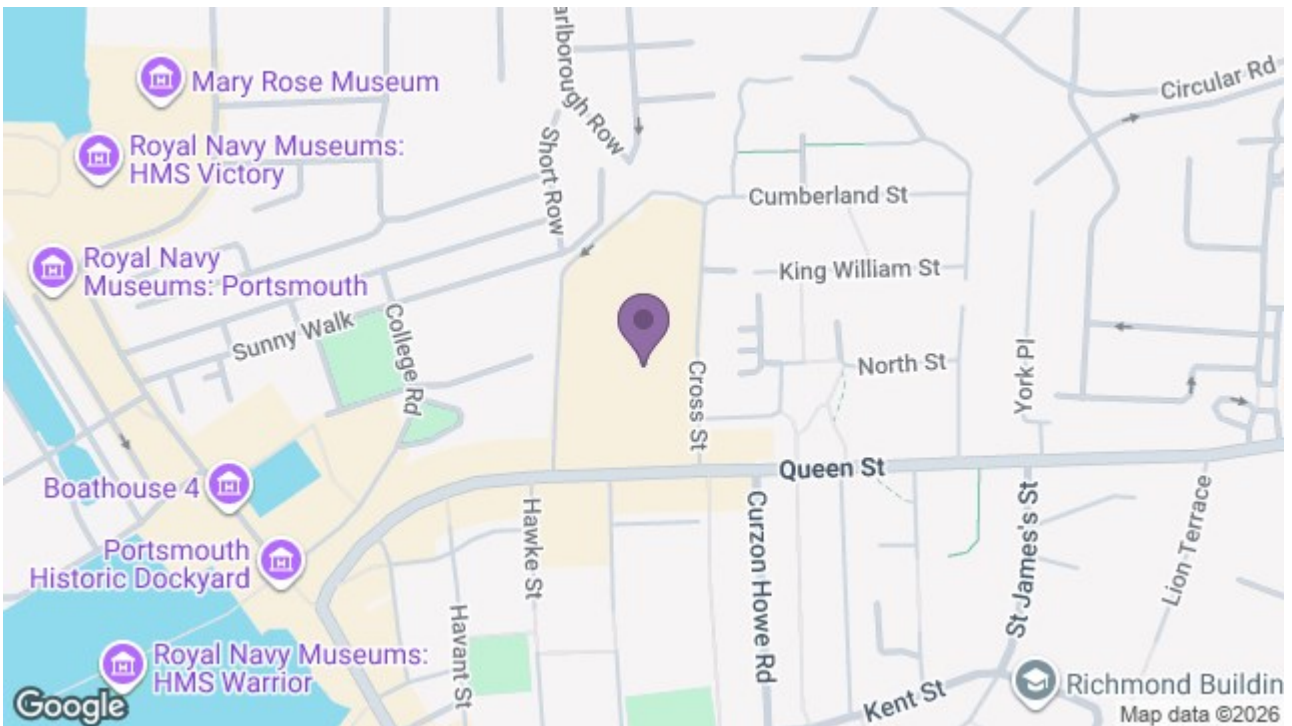 arlborough Row
Circular Rd
Mary Rose Museum
Short Row
Royal Navy Museums:
HMS Victory
Cumberland St
Royal Navy
Museums: Portsmouth
King William St
Sunny Walk
College Rd
Cross St
North St
York Pl
Queen St
Boathouse 4
Hawke St
Curzon Howe Rd
St James's St
Lion Terrace
Portsmouth
Historic Dockyard
Havant St
Royal Navy Museums:
HMS Warrior
Kent St
Richmond Buildin
Google
Map data ©2026